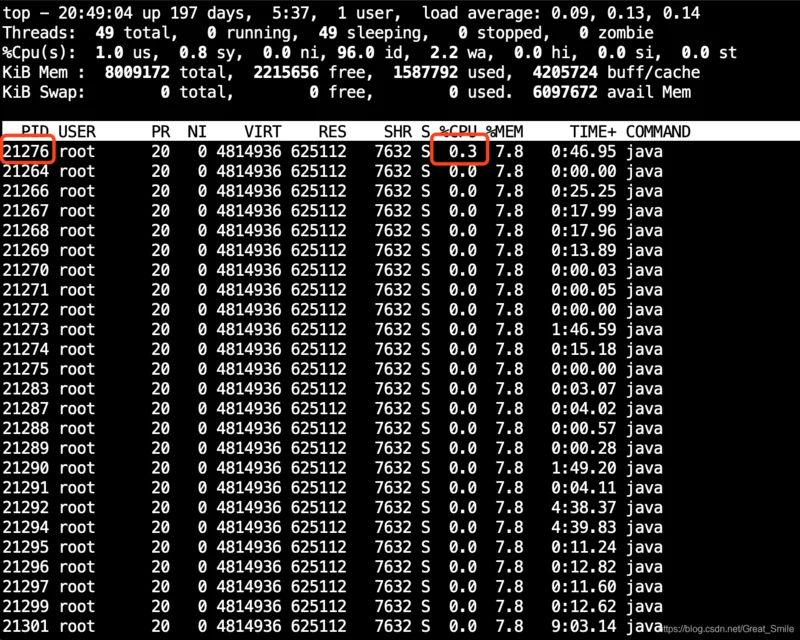 top - 20:49:04 up 197 days,  5:37,  1 user,  load average: 0.09, 0.13, 0.14
Threads:  49 total,   0 running,  49 sleeping,   0 stopped,   0 zombie
%Cpu(s):  1.0 us,  0.8 sy,  0.0 ni, 96.0 id,  2.2 wa,  0.0 hi,  0.0 si,  0.0 st
KiB Mem :  8009172 total,  2215656 free,  1587792 used,  4205724 buff/cache
KiB Swap:        0 total,        0 free,        0 used.  6097672 avail Mem
PID USER      PR  NI    VIRT    RES    SHR S %CPU %MEM     TIME+ COMMAND
21276 root      20   0 4814936 625112   7632 S  0.3  7.8   0:46.95 java
21264 root      20   0 4814936 625112   7632 S  0.0  7.8   0:00.00 java
21266 root      20   0 4814936 625112   7632 S  0.0  7.8   0:25.25 java
21267 root      20   0 4814936 625112   7632 S  0.0  7.8   0:17.99 java
21268 root      20   0 4814936 625112   7632 S  0.0  7.8   0:17.96 java
21269 root      20   0 4814936 625112   7632 S  0.0  7.8   0:13.89 java
21270 root      20   0 4814936 625112   7632 S  0.0  7.8   0:00.03 java
21271 root      20   0 4814936 625112   7632 S  0.0  7.8   0:00.05 java
21272 root      20   0 4814936 625112   7632 S  0.0  7.8   0:00.00 java
21273 root      20   0 4814936 625112   7632 S  0.0  7.8   1:46.59 java
21274 root      20   0 4814936 625112   7632 S  0.0  7.8   0:15.18 java
21275 root      20   0 4814936 625112   7632 S  0.0  7.8   0:00.00 java
21283 root      20   0 4814936 625112   7632 S  0.0  7.8   0:03.07 java
21287 root      20   0 4814936 625112   7632 S  0.0  7.8   0:04.02 java
21288 root      20   0 4814936 625112   7632 S  0.0  7.8   0:00.57 java
21289 root      20   0 4814936 625112   7632 S  0.0  7.8   0:00.28 java
21290 root      20   0 4814936 625112   7632 S  0.0  7.8   1:49.20 java
21291 root      20   0 4814936 625112   7632 S  0.0  7.8   0:04.11 java
21292 root      20   0 4814936 625112   7632 S  0.0  7.8   4:38.37 java
21294 root      20   0 4814936 625112   7632 S  0.0  7.8   4:39.83 java
21295 root      20   0 4814936 625112   7632 S  0.0  7.8   0:11.24 java
21296 root      20   0 4814936 625112   7632 S  0.0  7.8   0:12.82 java
21297 root      20   0 4814936 625112   7632 S  0.0  7.8   0:11.60 java
21299 root      20   0 4814936 625112   7632 S  0.0  7.8   0:12.62 java
21301 root      20   0 4814936 625112   7632 S  0.0  7.8   9:03.14 java
https://blog.csdn.net/Great_Smile